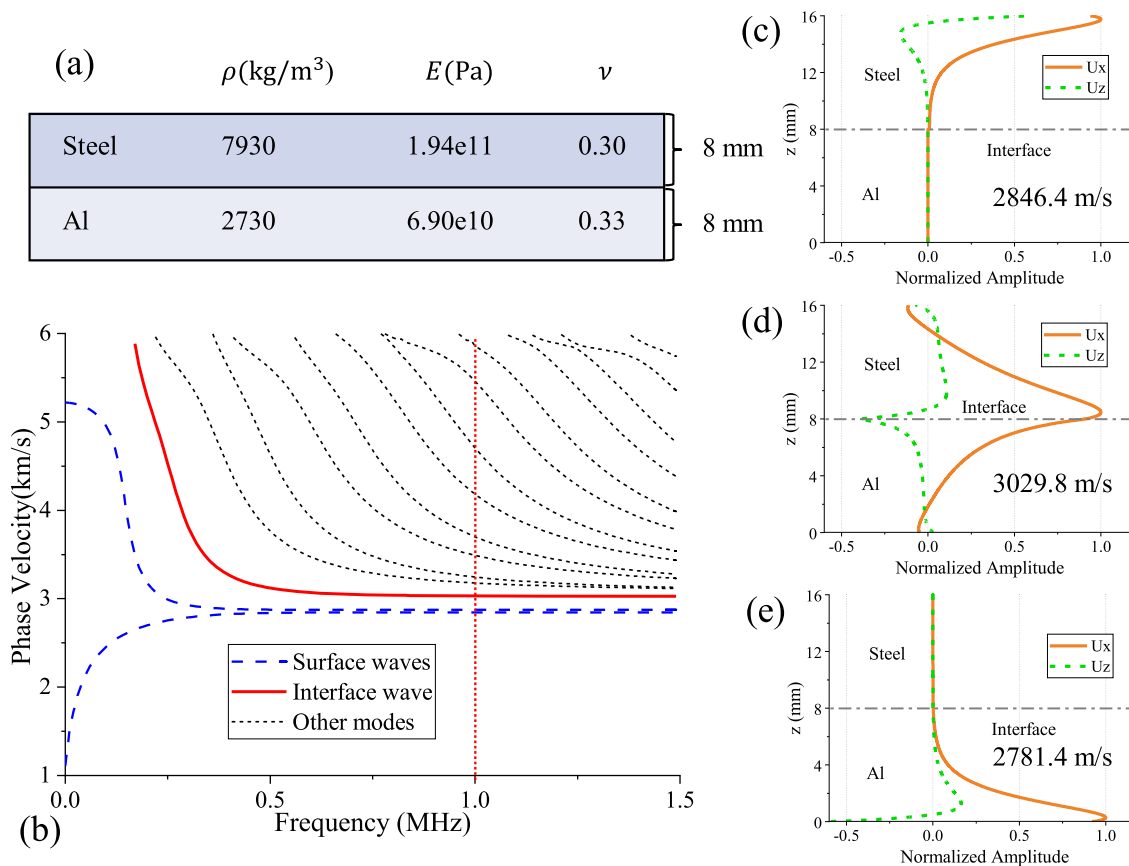 (a)
ρ(kg/m³) E(Pa) ν
Steel 7930 1.94e11 0.30 8 mm
Al 2730 6.90e10 0.33 8 mm
(b)
Phase Velocity(km/s)
6
5
4
3
2
1
0.0 0.5 1.0 1.5
Frequency (MHz)
Surface waves
Interface wave
Other modes
(c)
z (mm)
16
12
8
4
0
Steel
Ux
Uz
Interface
Al
2846.4 m/s
-0.5 0.0 0.5 1.0
Normalized Amplitude
(d)
z (mm)
16
12
8
4
0
Steel
Ux
Uz
Interface
Al
3029.8 m/s
-0.5 0.0 0.5 1.0
Normalized Amplitude
(e)
z (mm)
16
12
8
4
0
Steel
Ux
Uz
Interface
Al
2781.4 m/s
-0.5 0.0 0.5 1.0
Normalized Amplitude